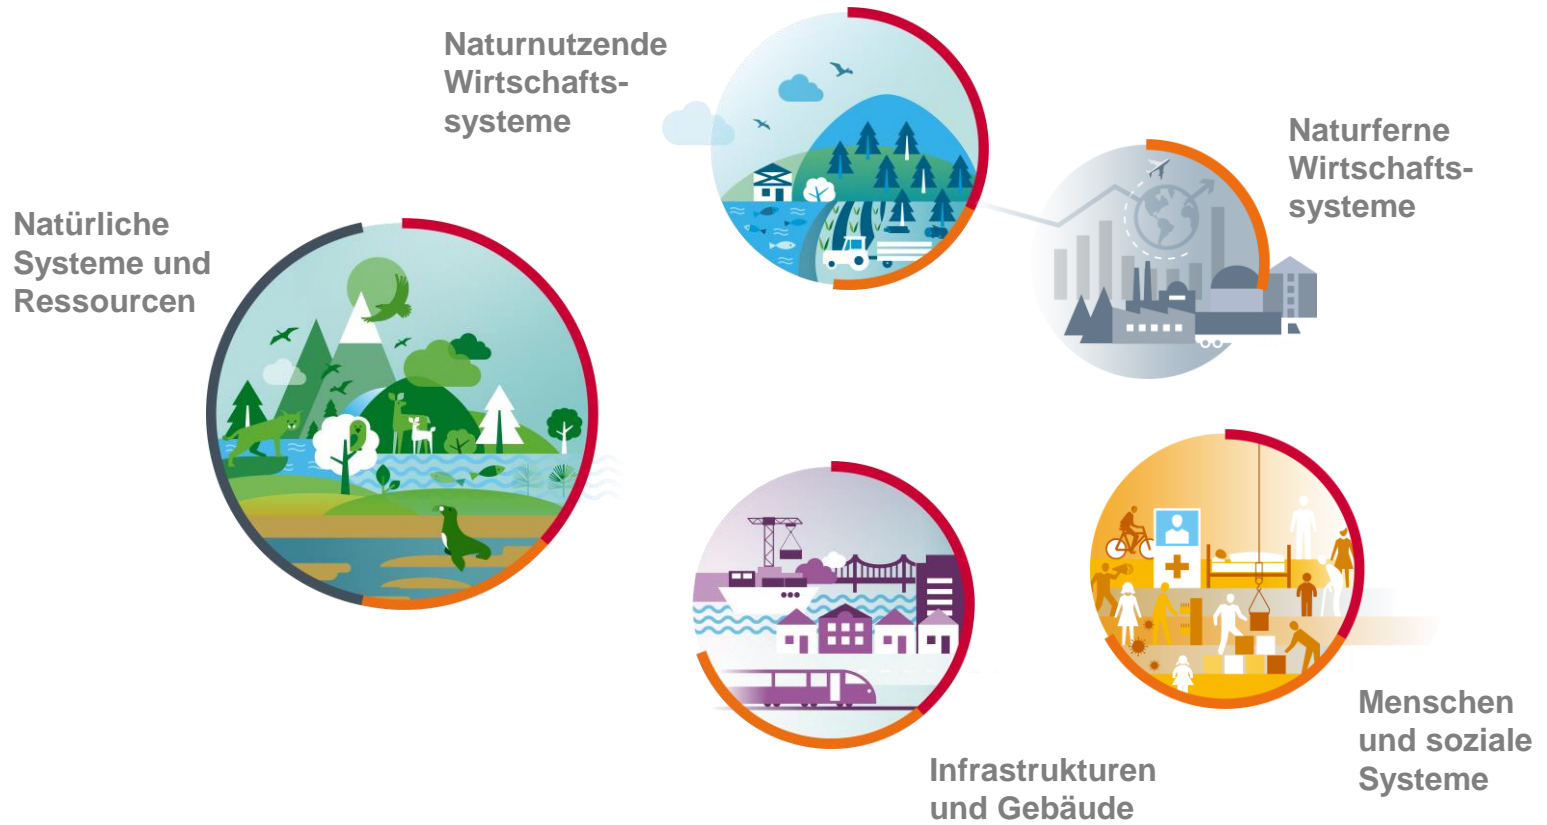 Naturnutzende
Wirtschafts-
systeme
Naturferne
Wirtschafts-
systeme
Natürliche
Systeme und
Ressourcen
Menschen
und soziale
Systeme
Infrastrukturen
und Gebäude